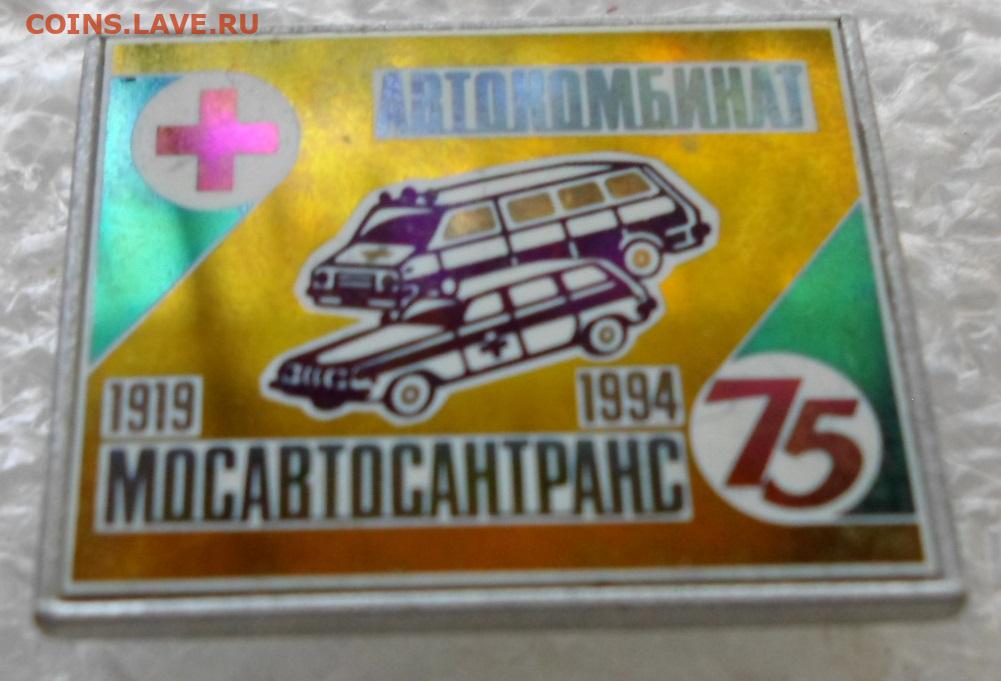 COINS.LAVE.RU
АВТОКОМБИНАТ
1919
1994
МОСАВТОСАНТРАНС
75